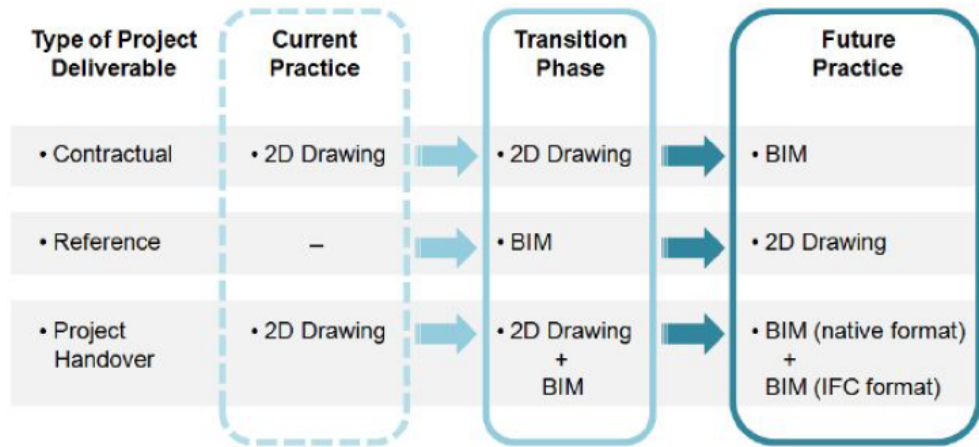 Type of Project Deliverable
Current Practice
Transition Phase
Future Practice
• Contractual
• 2D Drawing
• 2D Drawing
• BIM
• Reference
–
• BIM
• 2D Drawing
• Project Handover
• 2D Drawing
• 2D Drawing
+
BIM
• BIM (native format)
+
BIM (IFC format)